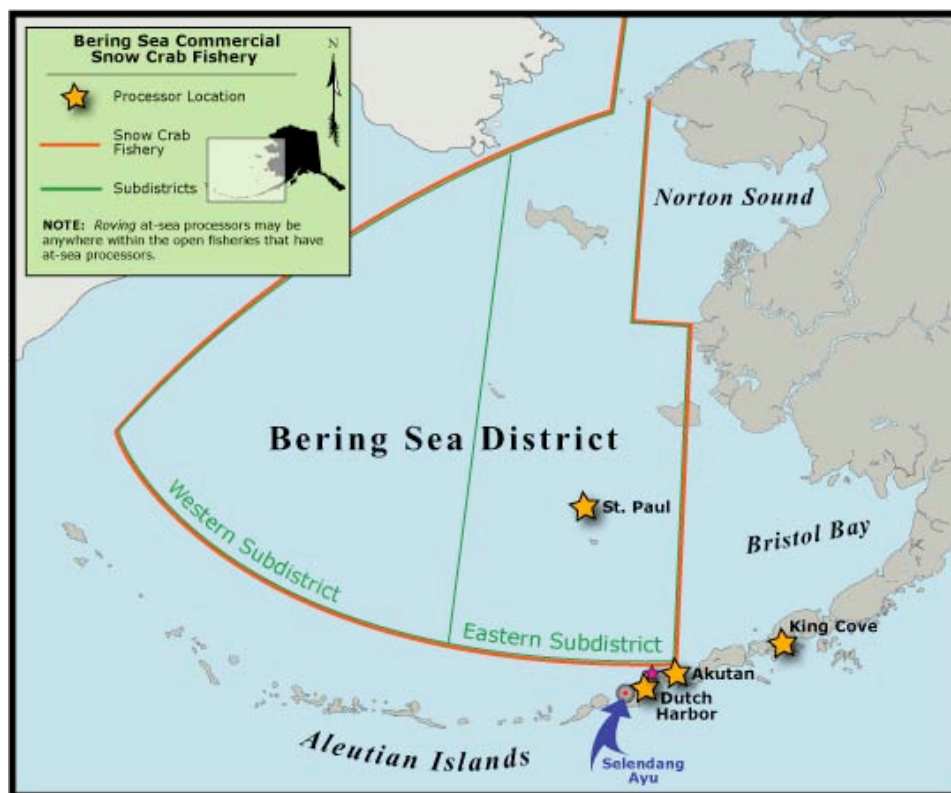 Bering Sea Commercial
Snow Crab Fishery
N
Processor Location
Snow Crab
Fishery
Subdistricts
NOTE: Roving at-sea processors may be
anywhere within the open fisheries that have
at-sea processors.
Norton Sound
Bering Sea District
St. Paul
Western Subdistrict
Bristol Bay
Eastern Subdistrict
King Cove
Akutan
Dutch
Harbor
Aleutian Islands
Selendang
Ayu